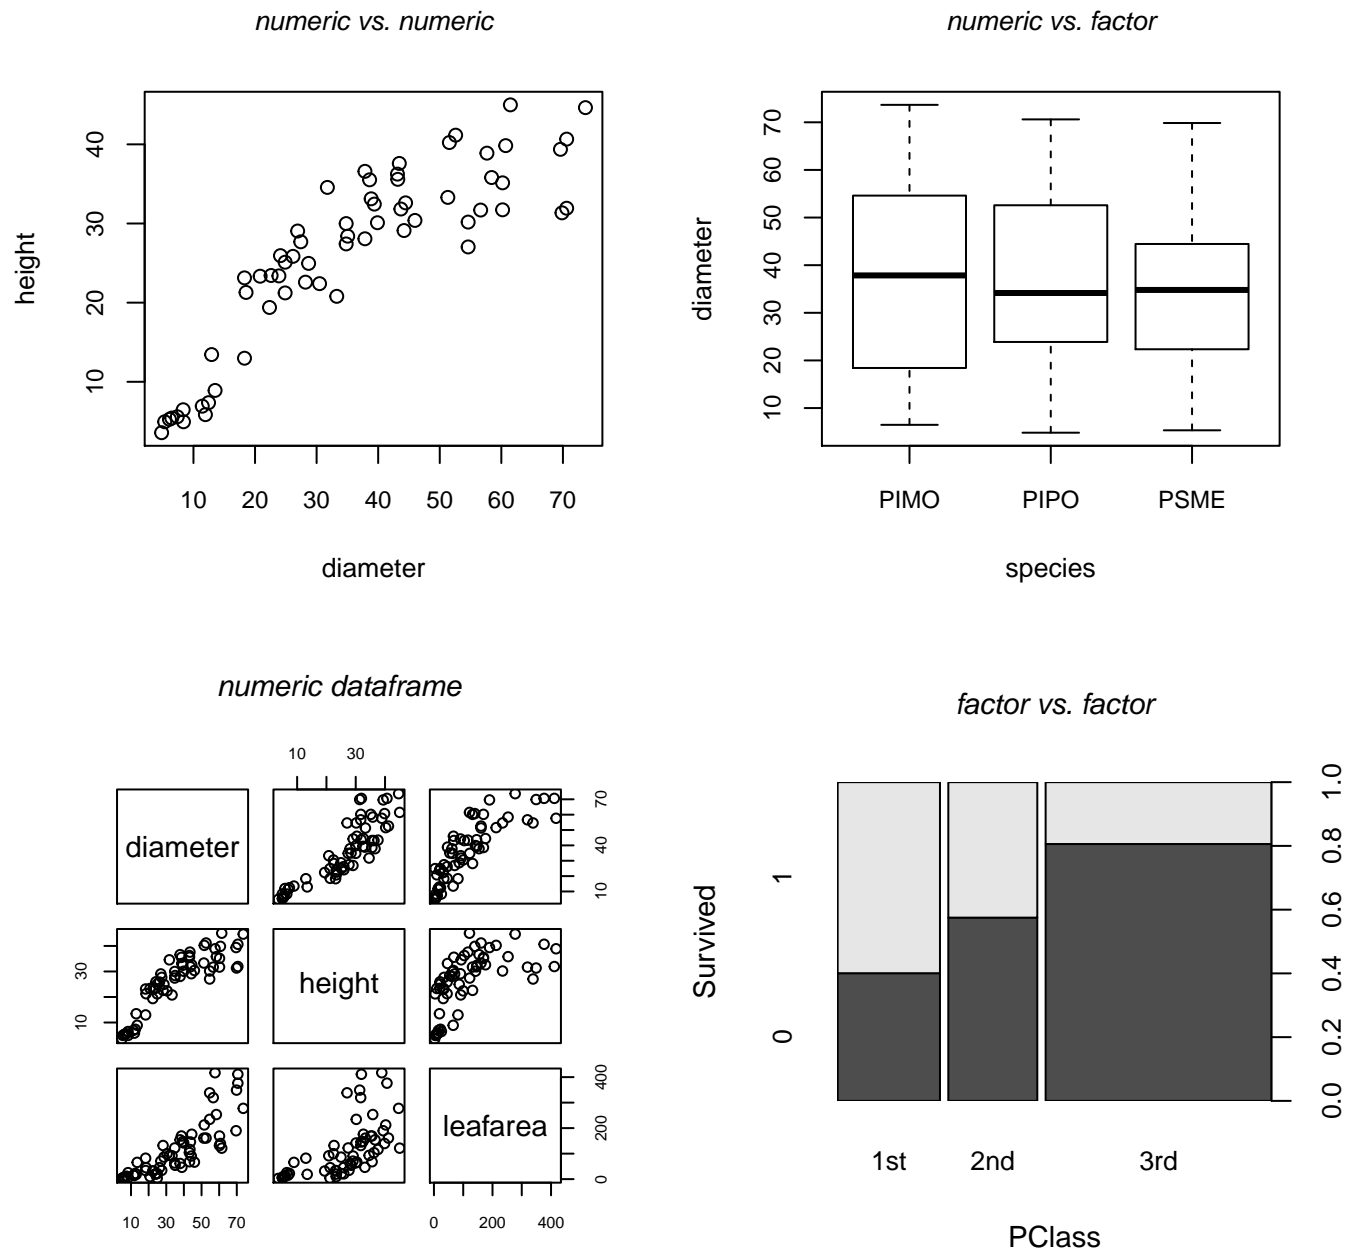 numeric vs. numeric
height
10 20 30 40
10 20 30 40 50 60 70
diameter
numeric vs. factor
diameter
10 20 30 40 50 60 70
PIMO PIPO PSME
species
numeric dataframe
10 30
diameter
10 40 70
10 30
height
leafarea
0 200 400
10 30 50 70
0 200 400
factor vs. factor
Survived
0 1
0.0 0.2 0.4 0.6 0.8 1.0
1st 2nd 3rd
PClass